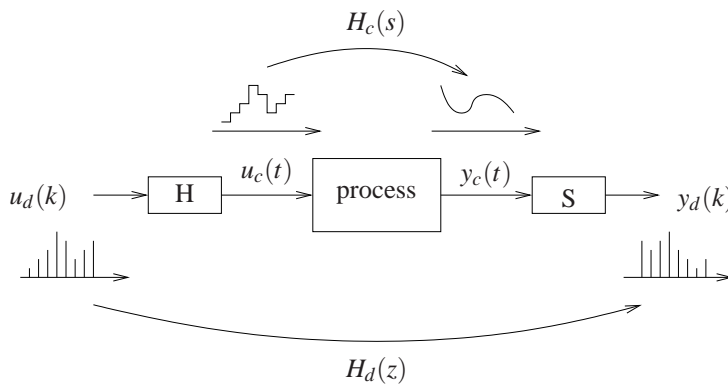 H_c(s)
u_d(k)
H
u_c(t)
process
y_c(t)
S
y_d(k)
H_d(z)